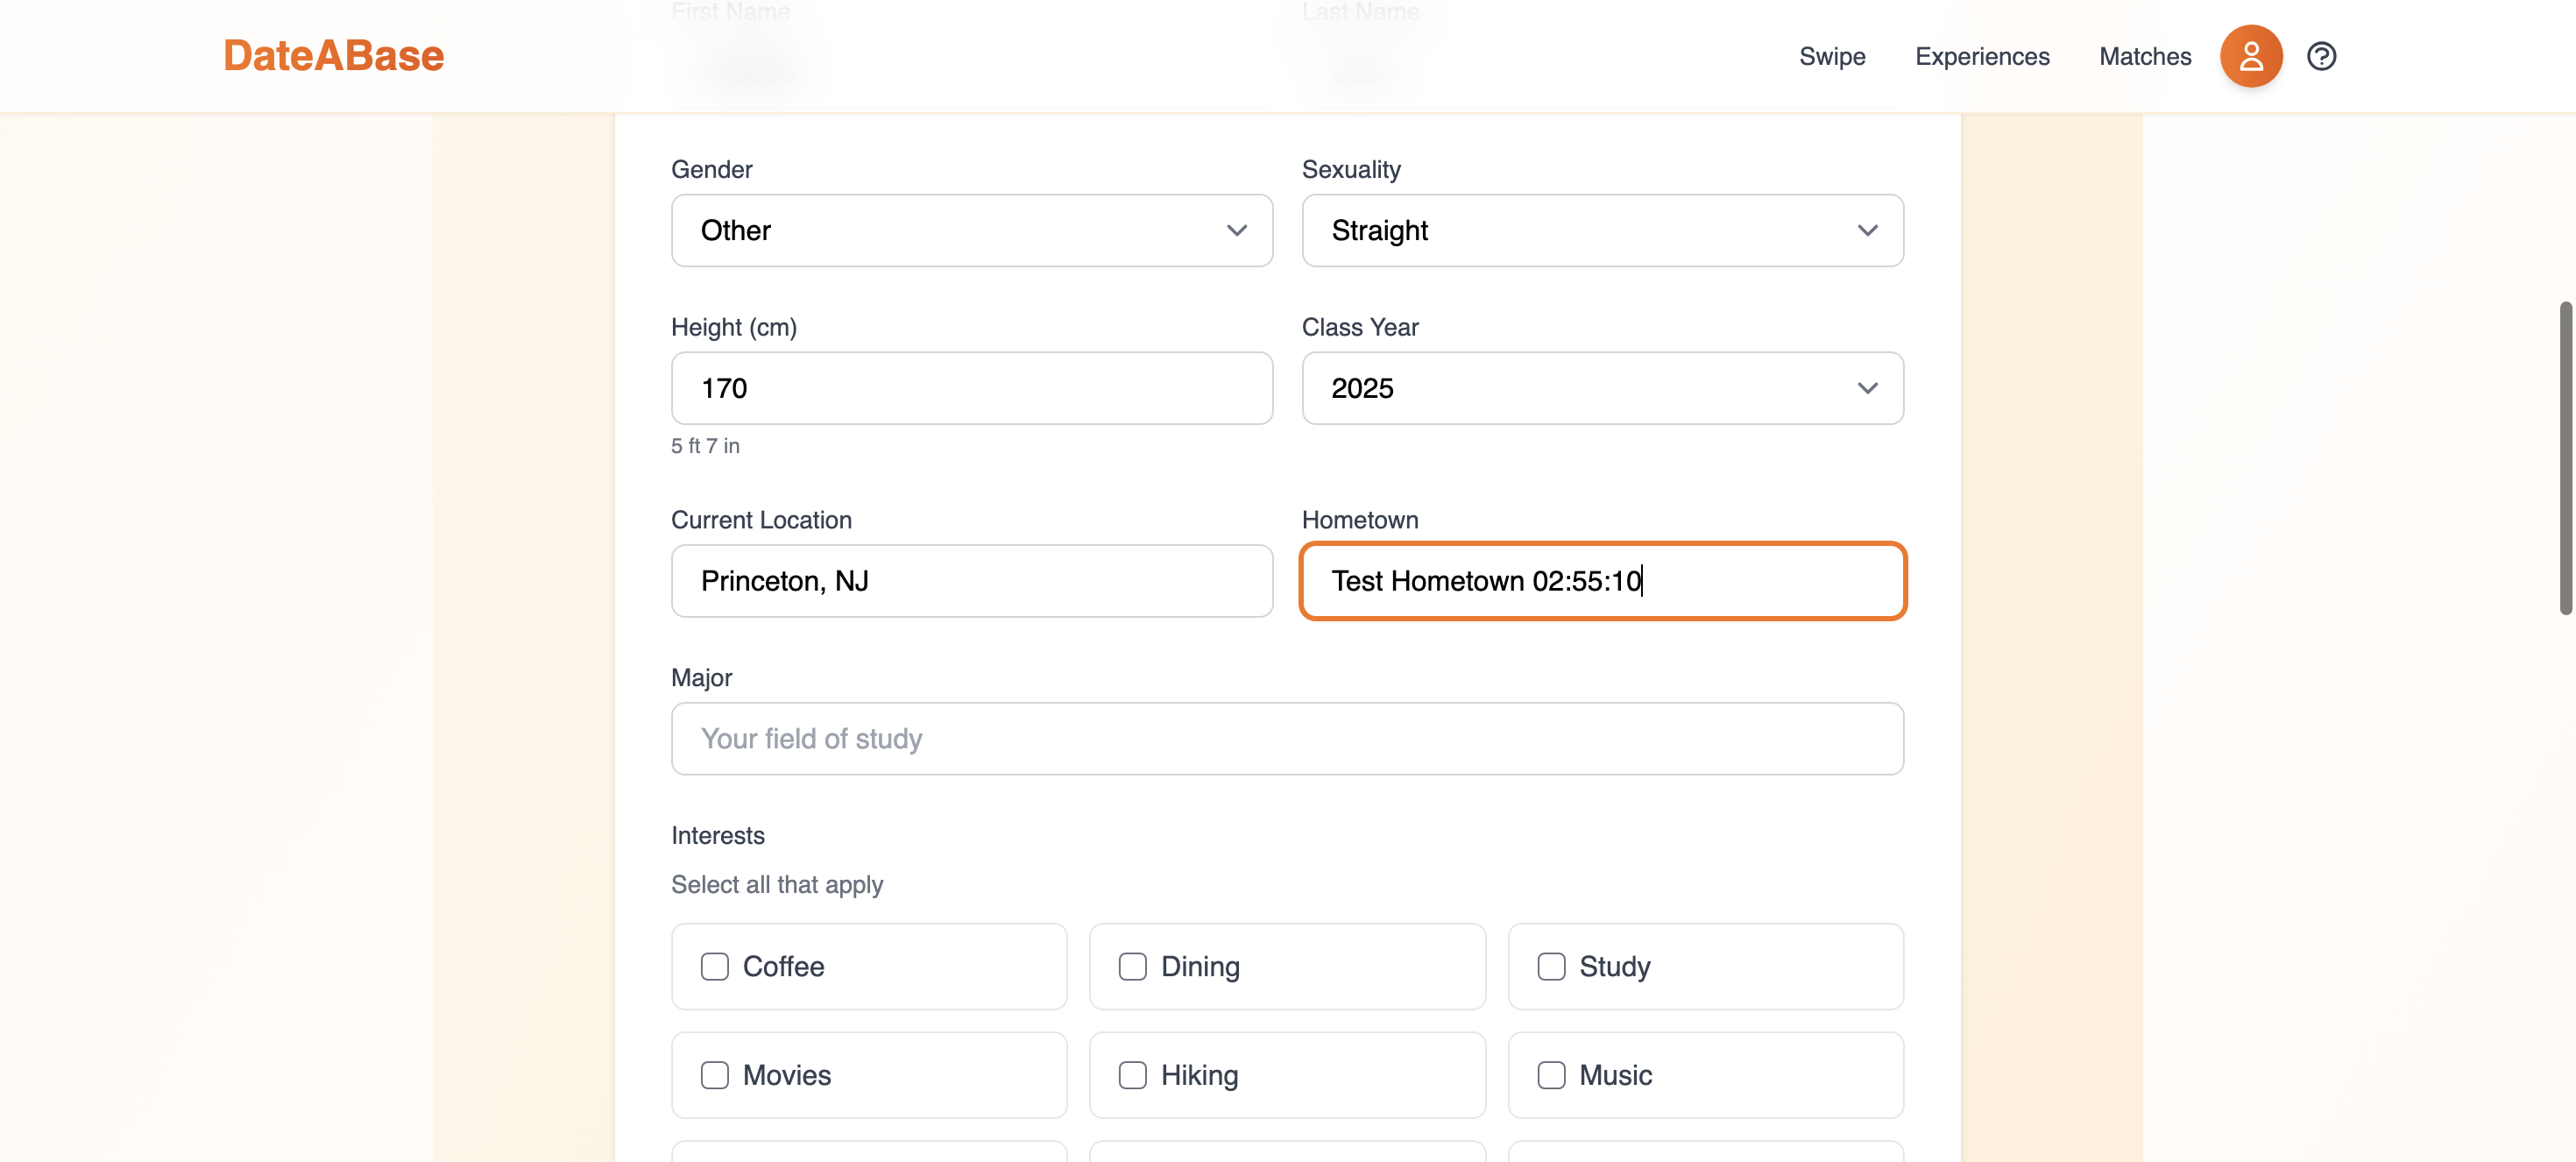 First Name Last Name
DateABase Swipe Experiences Matches
Gender Sexuality
Other Straight
Height (cm) Class Year
170 2025
5 ft 7 in
Current Location Hometown
Princeton, NJ Test Hometown 02:55:10
Major
Your field of study
Interests
Select all that apply
Coffee Dining Study
Movies Hiking Music